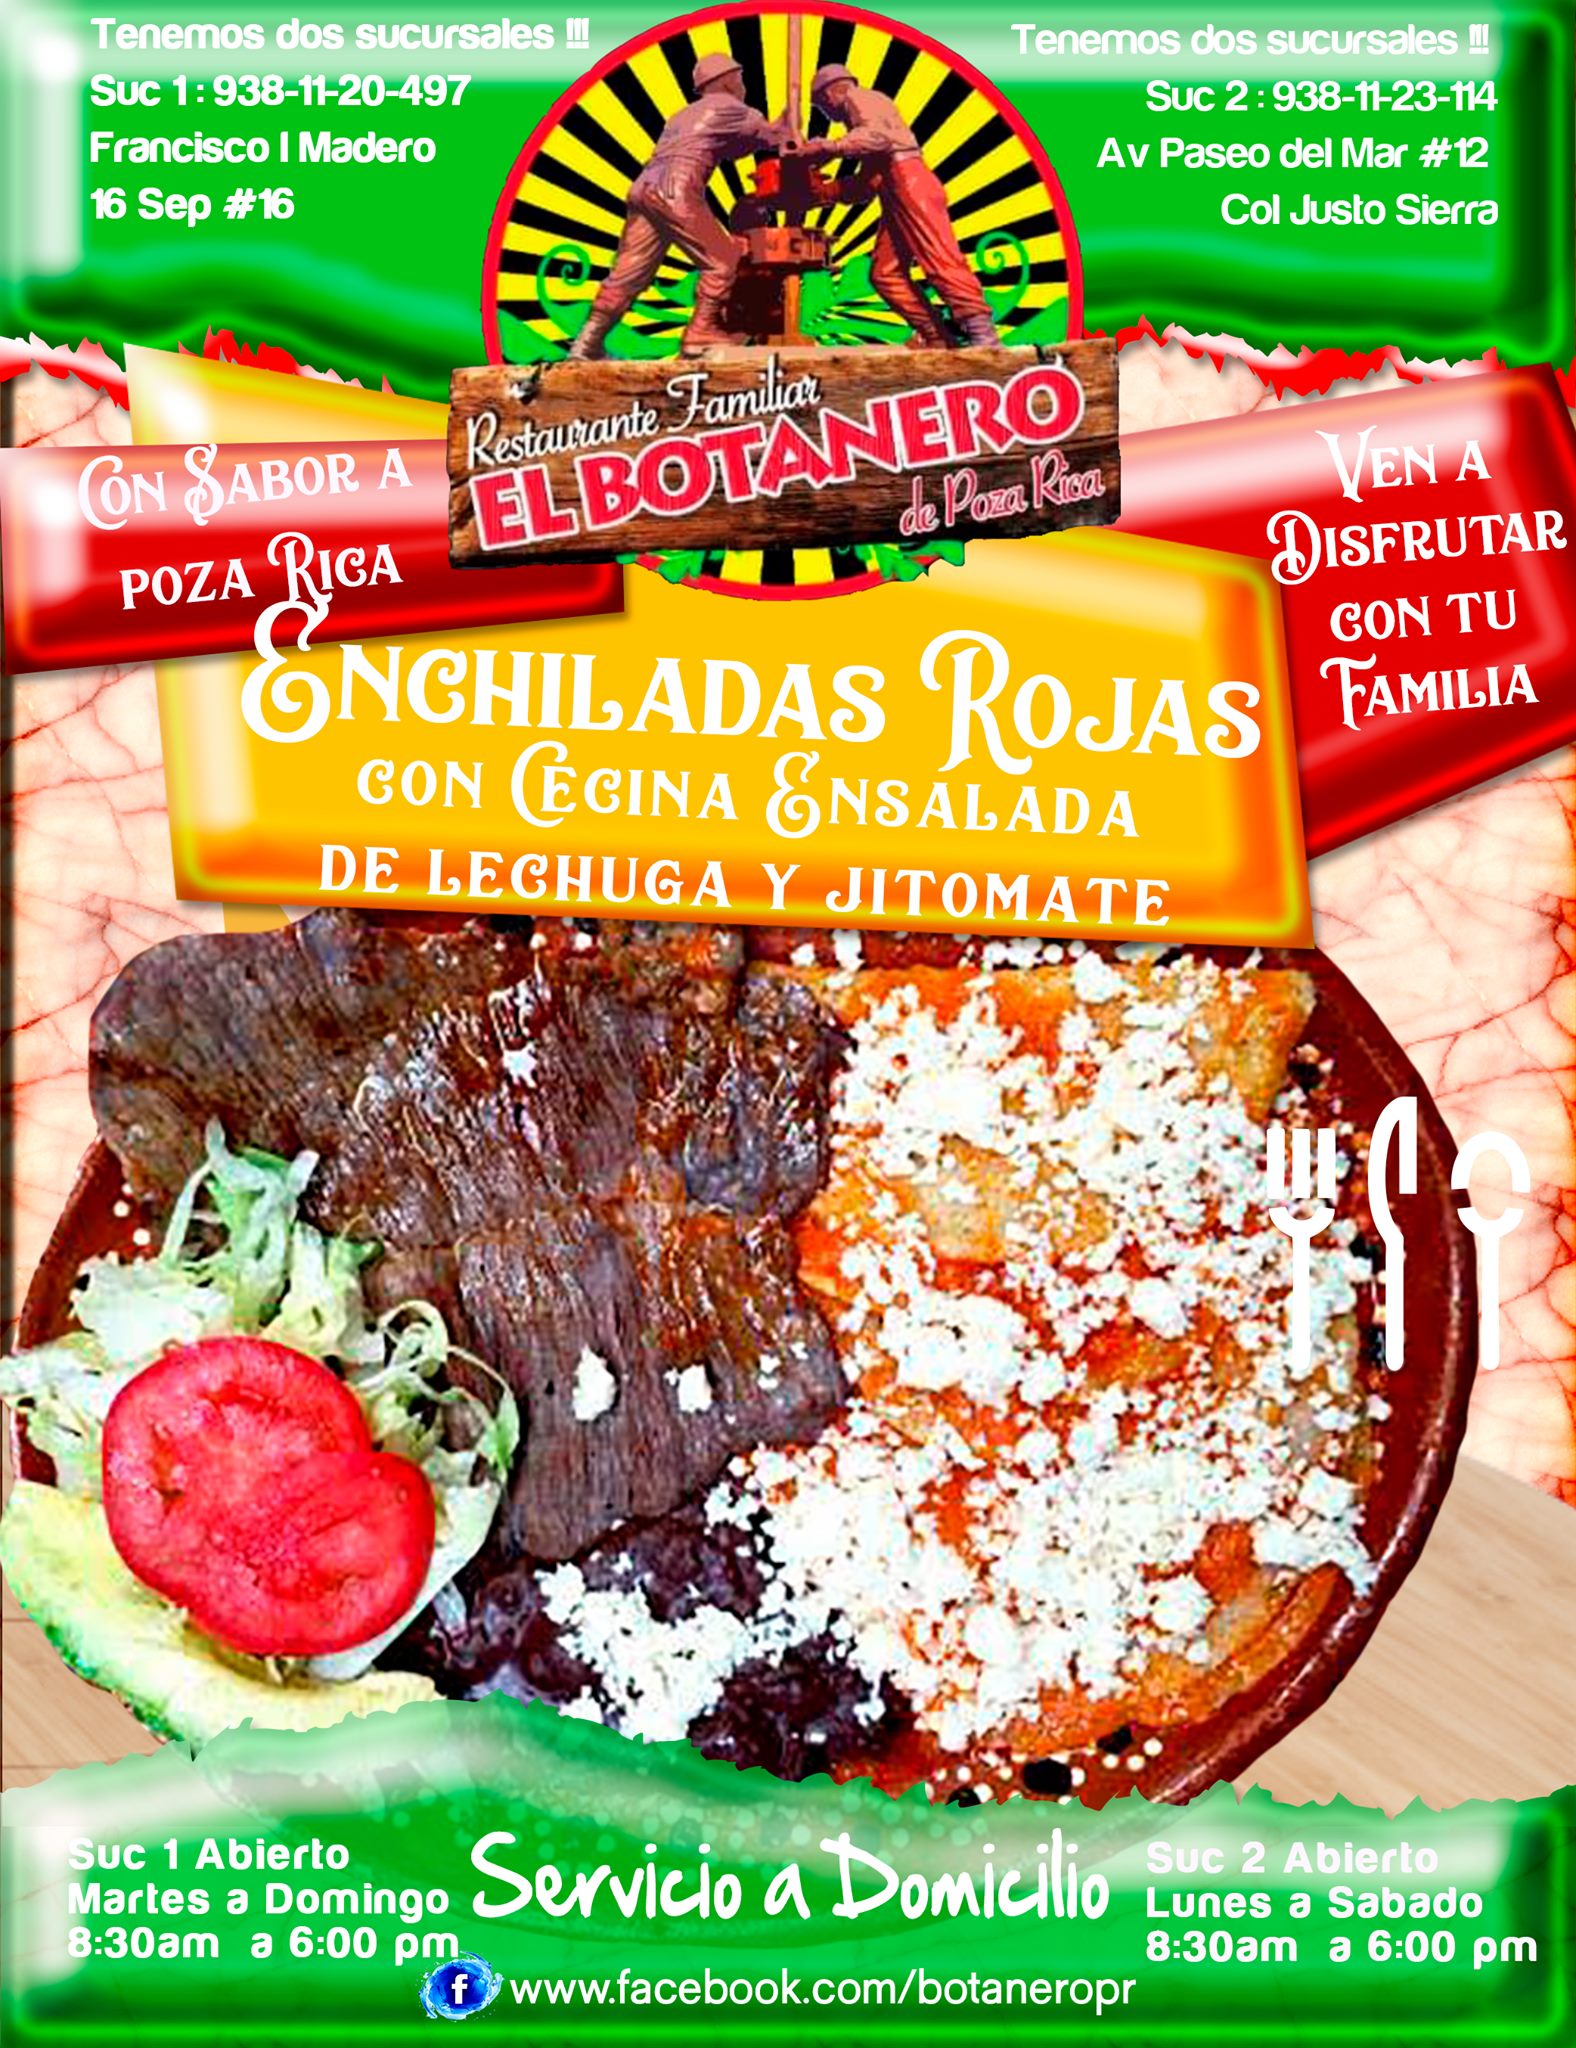 Tenemos dos sucursales !!!
Suc 1 : 938-11-20-497
Francisco I Madero
16 Sep #16
Tenemos dos sucursales !!!
Suc 2 : 938-11-23-114
Av Paseo del Mar #12
Col Justo Sierra
Restaurante Familiar
EL BOTANERO
de Poza Rica
Con Sabor a
poza Rica
Ven a
Disfrutar
con tu
Familia
Enchiladas Rojas
con Cecina Ensalada
de lechuga y jitomate
Suc 1 Abierto
Martes a Domingo
8:30am a 6:00 pm
Servicio a Domicilio
Suc 2 Abierto
Lunes a Sabado
8:30am a 6:00 pm
f www.facebook.com/botaneropr